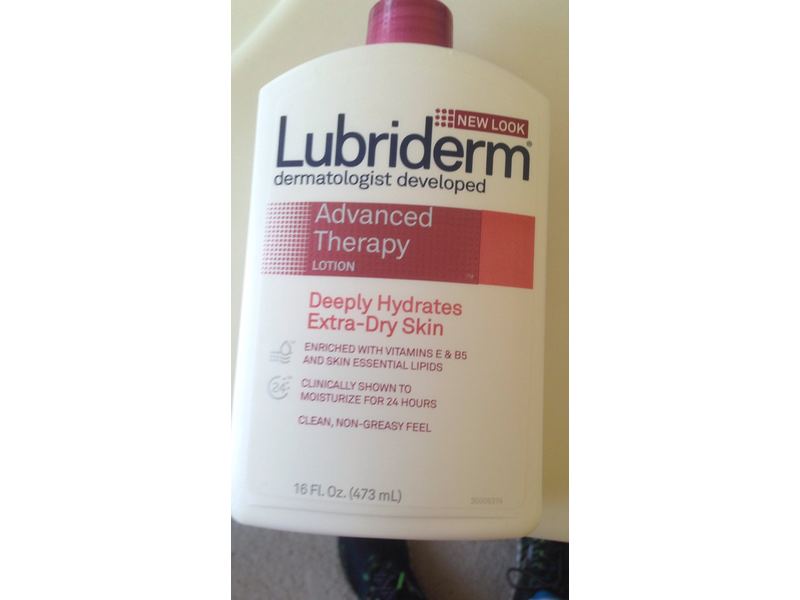 NEW LOOK
Lubriderm®
dermatologist developed
Advanced
Therapy
LOTION
Deeply Hydrates
Extra-Dry Skin
ENRICHED WITH VITAMINS E & B5
AND SKIN ESSENTIAL LIPIDS
24
CLINICALLY SHOWN TO
MOISTURIZE FOR 24 HOURS
CLEAN, NON-GREASY FEEL
16 Fl. Oz. (473 mL)